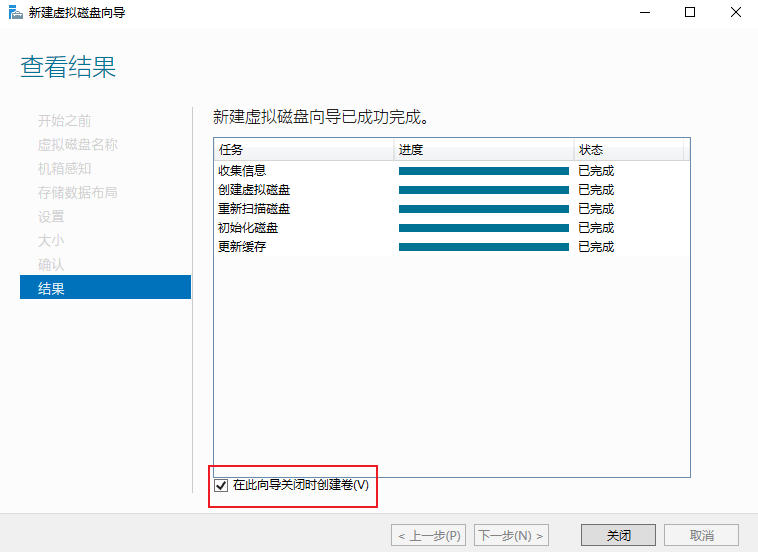 新建虚拟磁盘向导
查看结果
开始之前
虚拟磁盘名称
机箱感知
存储数据布局
设置
大小
确认
结果
新建虚拟磁盘向导已成功完成。
任务 进度 状态
收集信息 已完成
创建虚拟磁盘 已完成
重新扫描磁盘 已完成
初始化磁盘 已完成
更新缓存 已完成
在此向导关闭时创建卷(V)
< 上一步(P) 下一步(N) > 关闭 取消